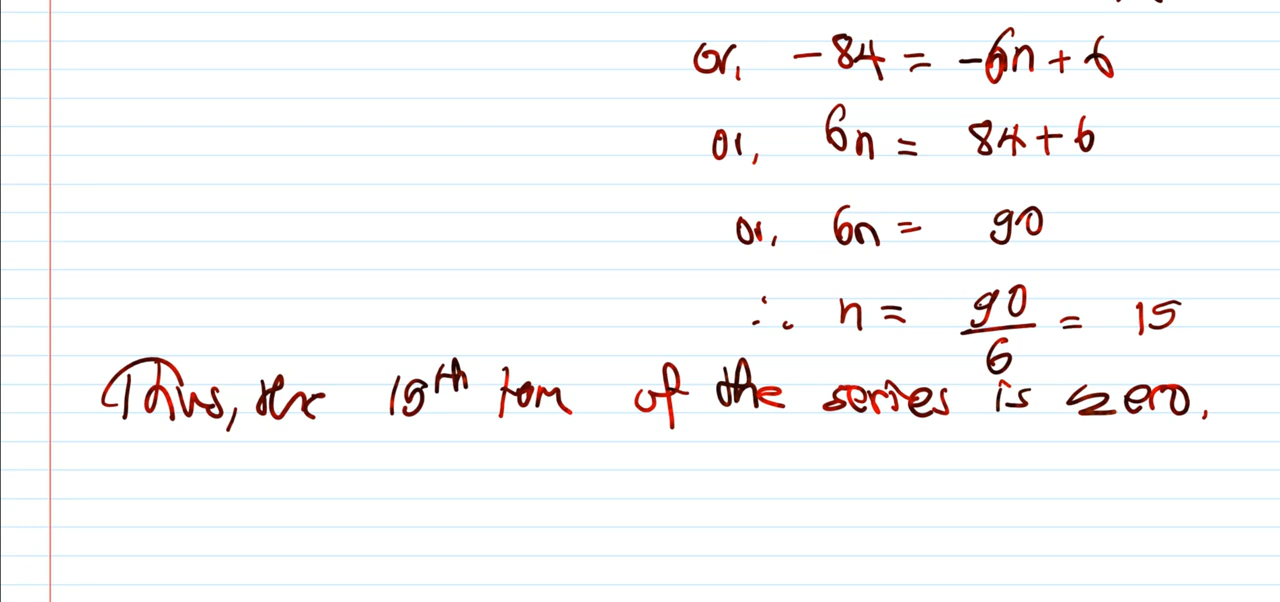 or, -84 = -6n + 6
or, 6n = 84 + 6
or, 6n = 90
∴ n = 90/6 = 15
Thus, the 15th term of the series is zero.